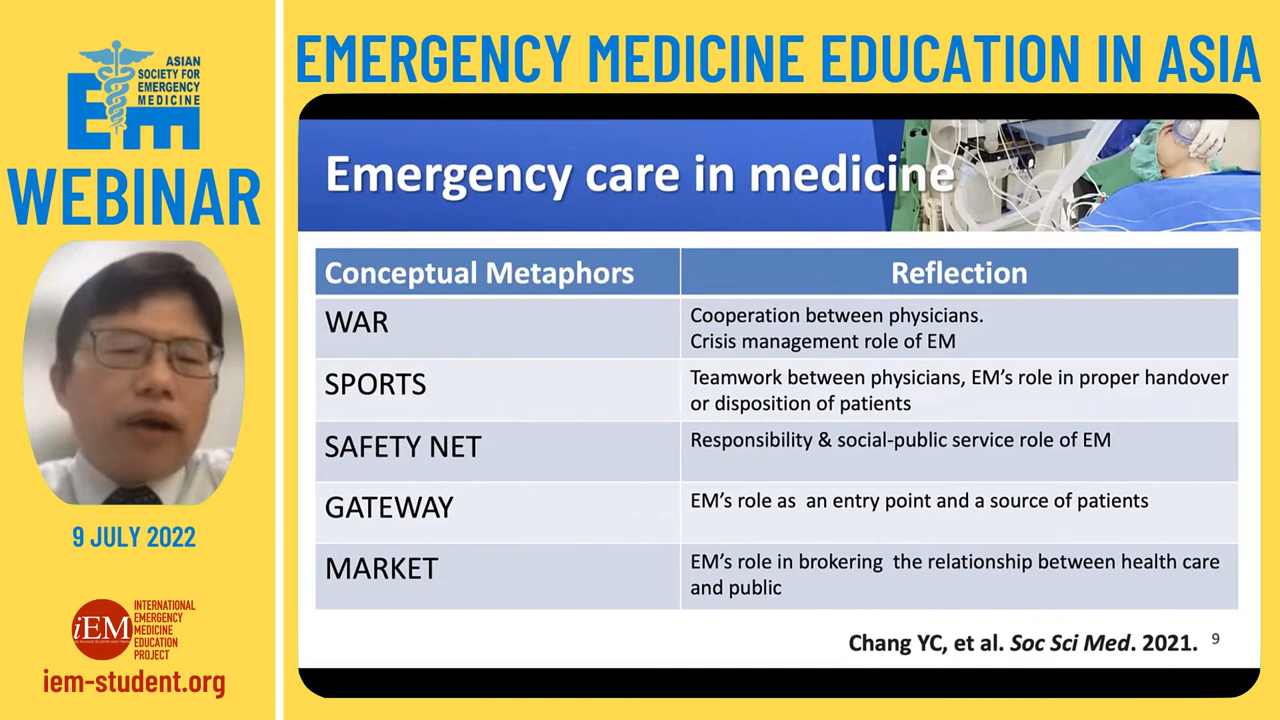 EMERGENCY MEDICINE EDUCATION IN ASIA
ASIAN
SOCIETY FOR
EMERGENCY
MEDICINE
EM
WEBINAR
9 JULY 2022
iEM
INTERNATIONAL
EMERGENCY
MEDICINE
EDUCATION
PROJECT
iem-student.org
Emergency care in medicine
Conceptual Metaphors
Reflection
WAR
Cooperation between physicians.
Crisis management role of EM
SPORTS
Teamwork between physicians, EM's role in proper handover
or disposition of patients
SAFETY NET
Responsibility & social-public service role of EM
GATEWAY
EM's role as an entry point and a source of patients
MARKET
EM's role in brokering the relationship between health care
and public
Chang YC, et al. Soc Sci Med. 2021. 9